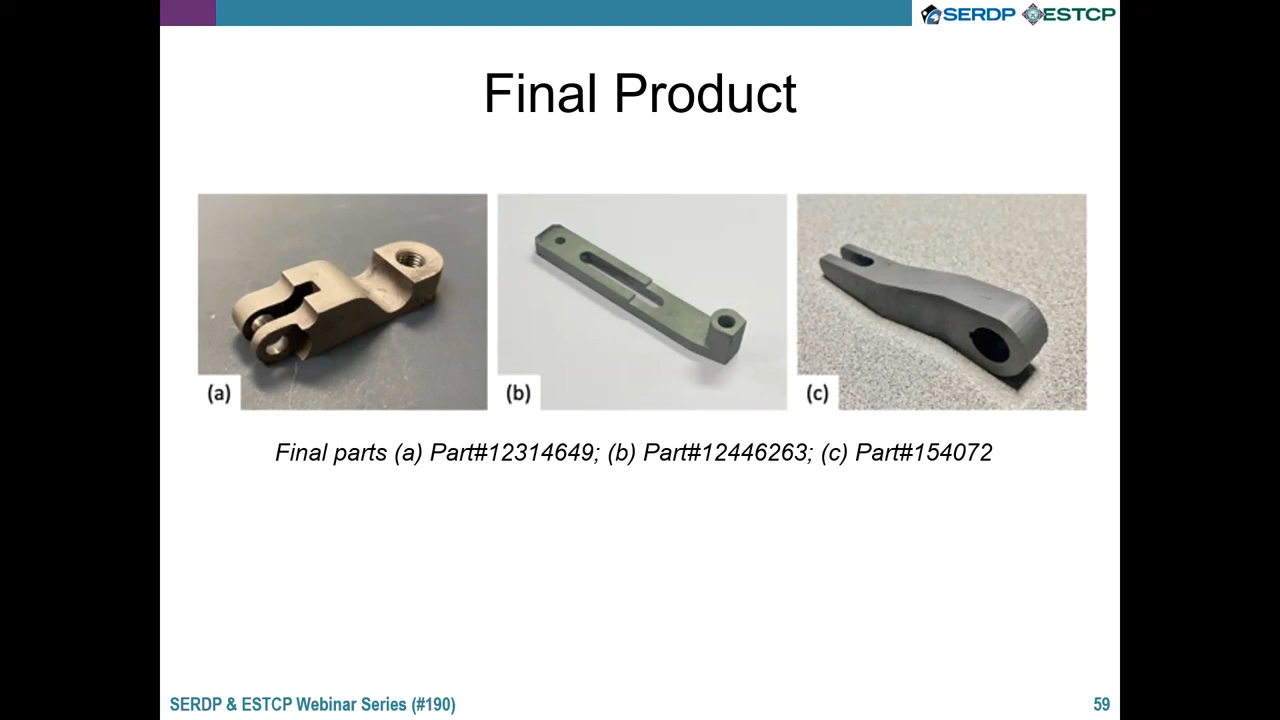 SERDP ESTCP
Final Product
(a)
(b)
(c)
Final parts (a) Part#12314649; (b) Part#12446263; (c) Part#154072
SERDP & ESTCP Webinar Series (#190)
59